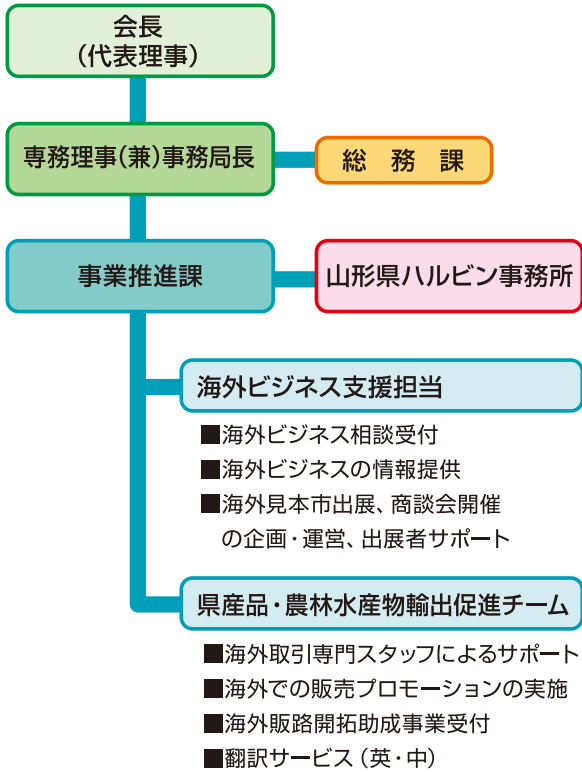 会長
（代表理事）
専務理事（兼）事務局長
総　務　課
事業推進課
山形県ハルビン事務所
海外ビジネス支援担当
■海外ビジネス相談受付
■海外ビジネスの情報提供
■海外見本市出展、商談会開催
の企画・運営、出展者サポート
県産品・農林水産物輸出促進チーム
■海外取引専門スタッフによるサポート
■海外での販売プロモーションの実施
■海外販路開拓助成事業受付
■翻訳サービス（英・中）